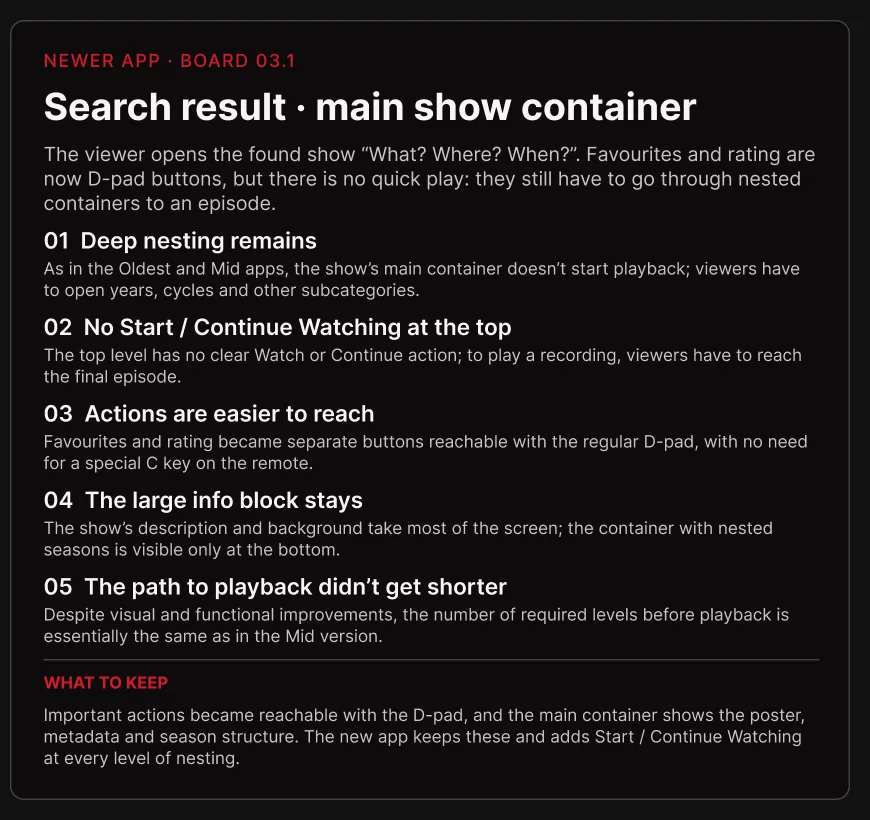 NEWER APP · BOARD 03.1
Search result · main show container
The viewer opens the found show “What? Where? When?”. Favourites and rating are
now D-pad buttons, but there is no quick play: they still have to go through nested
containers to an episode.
01 Deep nesting remains
As in the Oldest and Mid apps, the show’s main container doesn’t start playback; viewers have
to open years, cycles and other subcategories.
02 No Start / Continue Watching at the top
The top level has no clear Watch or Continue action; to play a recording, viewers have to reach
the final episode.
03 Actions are easier to reach
Favourites and rating became separate buttons reachable with the regular D-pad, with no need
for a special C key on the remote.
04 The large info block stays
The show’s description and background take most of the screen; the container with nested
seasons is visible only at the bottom.
05 The path to playback didn’t get shorter
Despite visual and functional improvements, the number of required levels before playback is
essentially the same as in the Mid version.
WHAT TO KEEP
Important actions became reachable with the D-pad, and the main container shows the poster,
metadata and season structure. The new app keeps these and adds Start / Continue Watching
at every level of nesting.